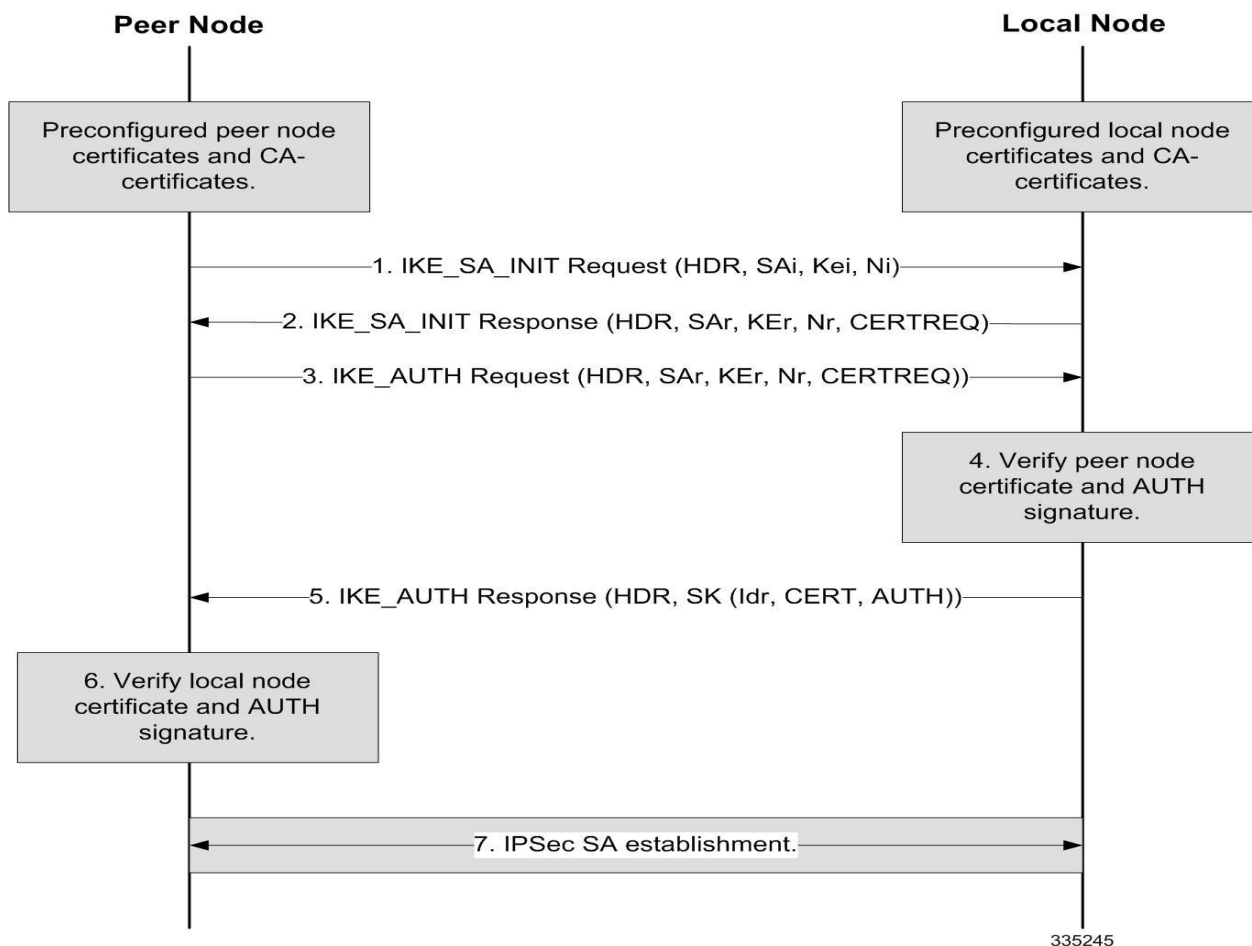 Peer Node
Local Node
Preconfigured peer node
certificates and CA-
certificates.
Preconfigured local node
certificates and CA-
certificates.
1. IKE_SA_INIT Request (HDR, SAi, Kei, Ni)
2. IKE_SA_INIT Response (HDR, SAr, KEr, Nr, CERTREQ)
3. IKE_AUTH Request (HDR, SAr, KEr, Nr, CERTREQ))
4. Verify peer node
certificate and AUTH
signature.
5. IKE_AUTH Response (HDR, SK (Idr, CERT, AUTH))
6. Verify local node
certificate and AUTH
signature.
7. IPSec SA establishment.
335245